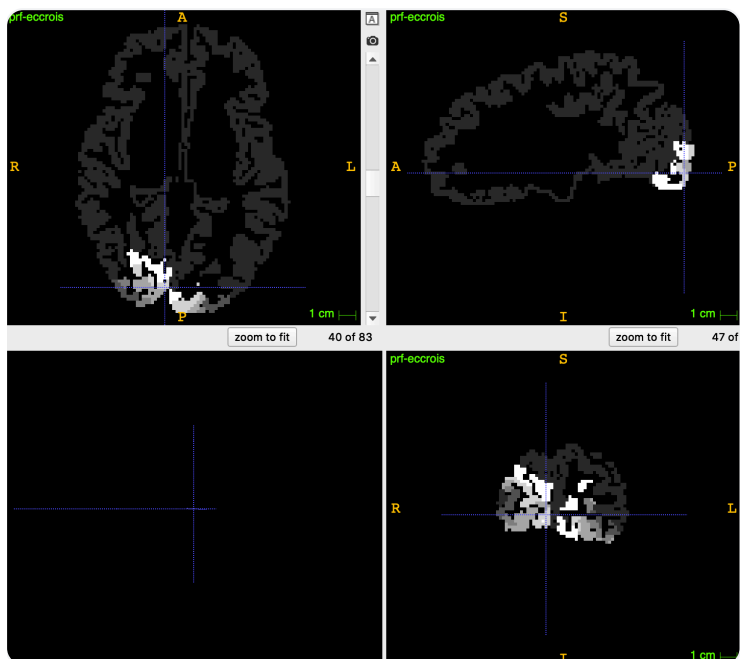 prf-eccrois
A
R
L
P
1 cm
A
prf-eccrois
S
A
P
I
1 cm
zoom to fit
40 of 83
zoom to fit
47 of
prf-eccrois
S
R
L
I
1 cm